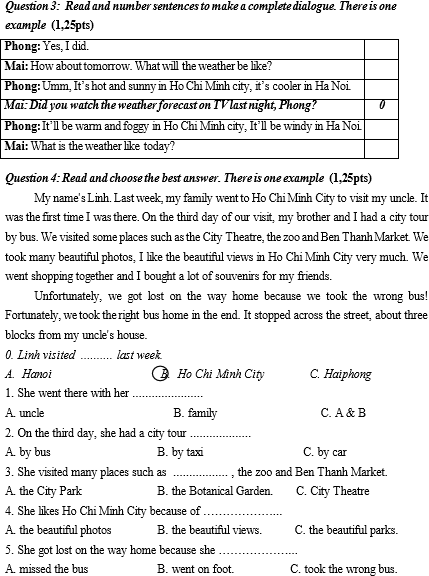 Question 3: Read and number sentences to make a complete dialogue. There is one
example (1,25pts)
Phong: Yes, I did.
Mai: How about tomorrow. What will the weather be like?
Phong: Umm, It's hot and sunny in Ho Chi Minh city, it's cooler in Ha Noi.
Mai: Did you watch the weather forecast on TV last night, Phong? 0
Phong: It'll be warm and foggy in Ho Chi Minh city, It'll be windy in Ha Noi.
Mai: What is the weather like today?
Question 4: Read and choose the best answer. There is one example (1,25pts)
My name's Linh. Last week, my family went to Ho Chi Minh City to visit my uncle. It
was the first time I was there. On the third day of our visit, my brother and I had a city tour
by bus. We visited some places such as the City Theatre, the zoo and Ben Thanh Market. We
took many beautiful photos, I like the beautiful views in Ho Chi Minh City very much. We
went shopping together and I bought a lot of souvenirs for my friends.
Unfortunately, we got lost on the way home because we took the wrong bus!
Fortunately, we took the right bus home in the end. It stopped across the street, about three
blocks from my uncle's house.
0. Linh visited .......... last week.
A. Hanoi B. Ho Chi Minh City C. Haiphong
1. She went there with her ......................
A. uncle B. family C. A & B
2. On the third day, she had a city tour ...................
A. by bus B. by taxi C. by car
3. She visited many places such as ................. , the zoo and Ben Thanh Market.
A. the City Park B. the Botanical Garden. C. City Theatre
4. She likes Ho Chi Minh City because of …………………...
A. the beautiful photos B. the beautiful views. C. the beautiful parks.
5. She got lost on the way home because she …………………...
A. missed the bus B. went on foot. C. took the wrong bus.